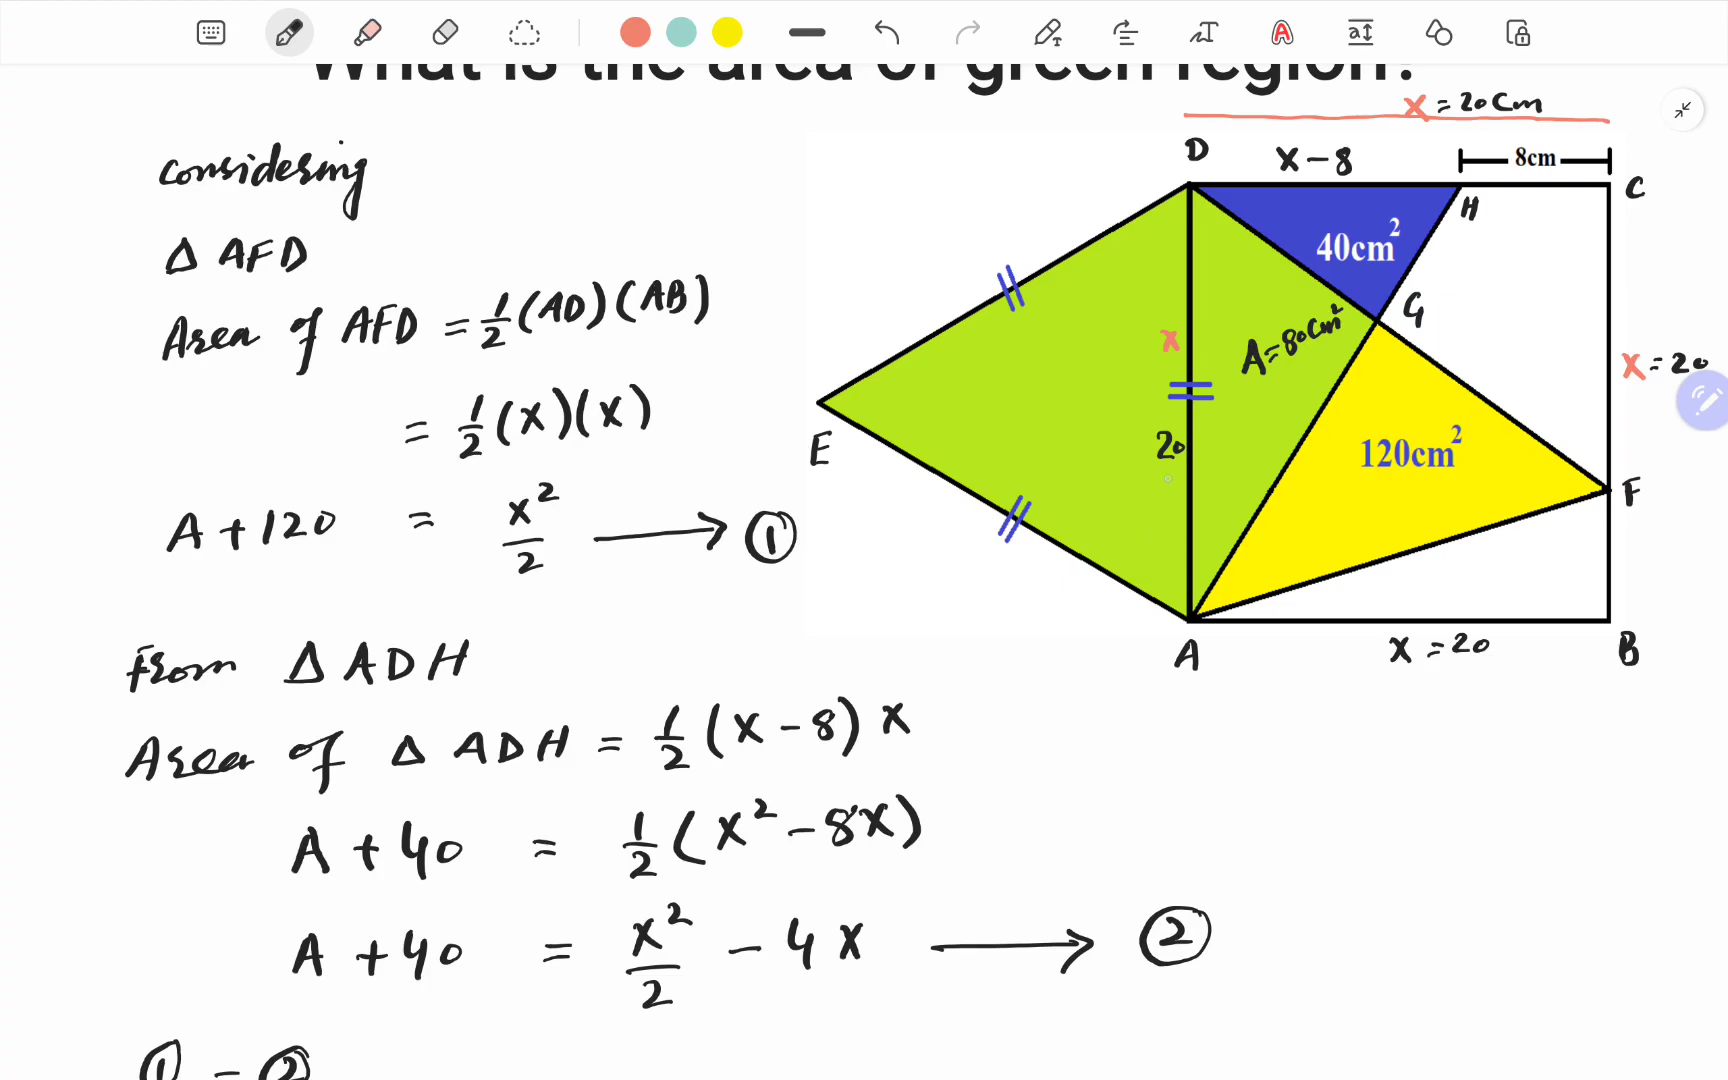 What is the area of green region?
considering
Δ AFD
Area of AFD = 1/2 (AD)(AB)
= 1/2 (x)(x)
A + 120 = x²/2 → ①
From Δ ADH
Area of Δ ADH = 1/2 (x - 8) x
A + 40 = 1/2 (x² - 8x)
A + 40 = x²/2 - 4x → ②
① = ②
x = 20cm
D x - 8 8cm C
H
40cm²
G
A = 80cm²
x
x = 20
E
20
120cm²
F
A x = 20 B